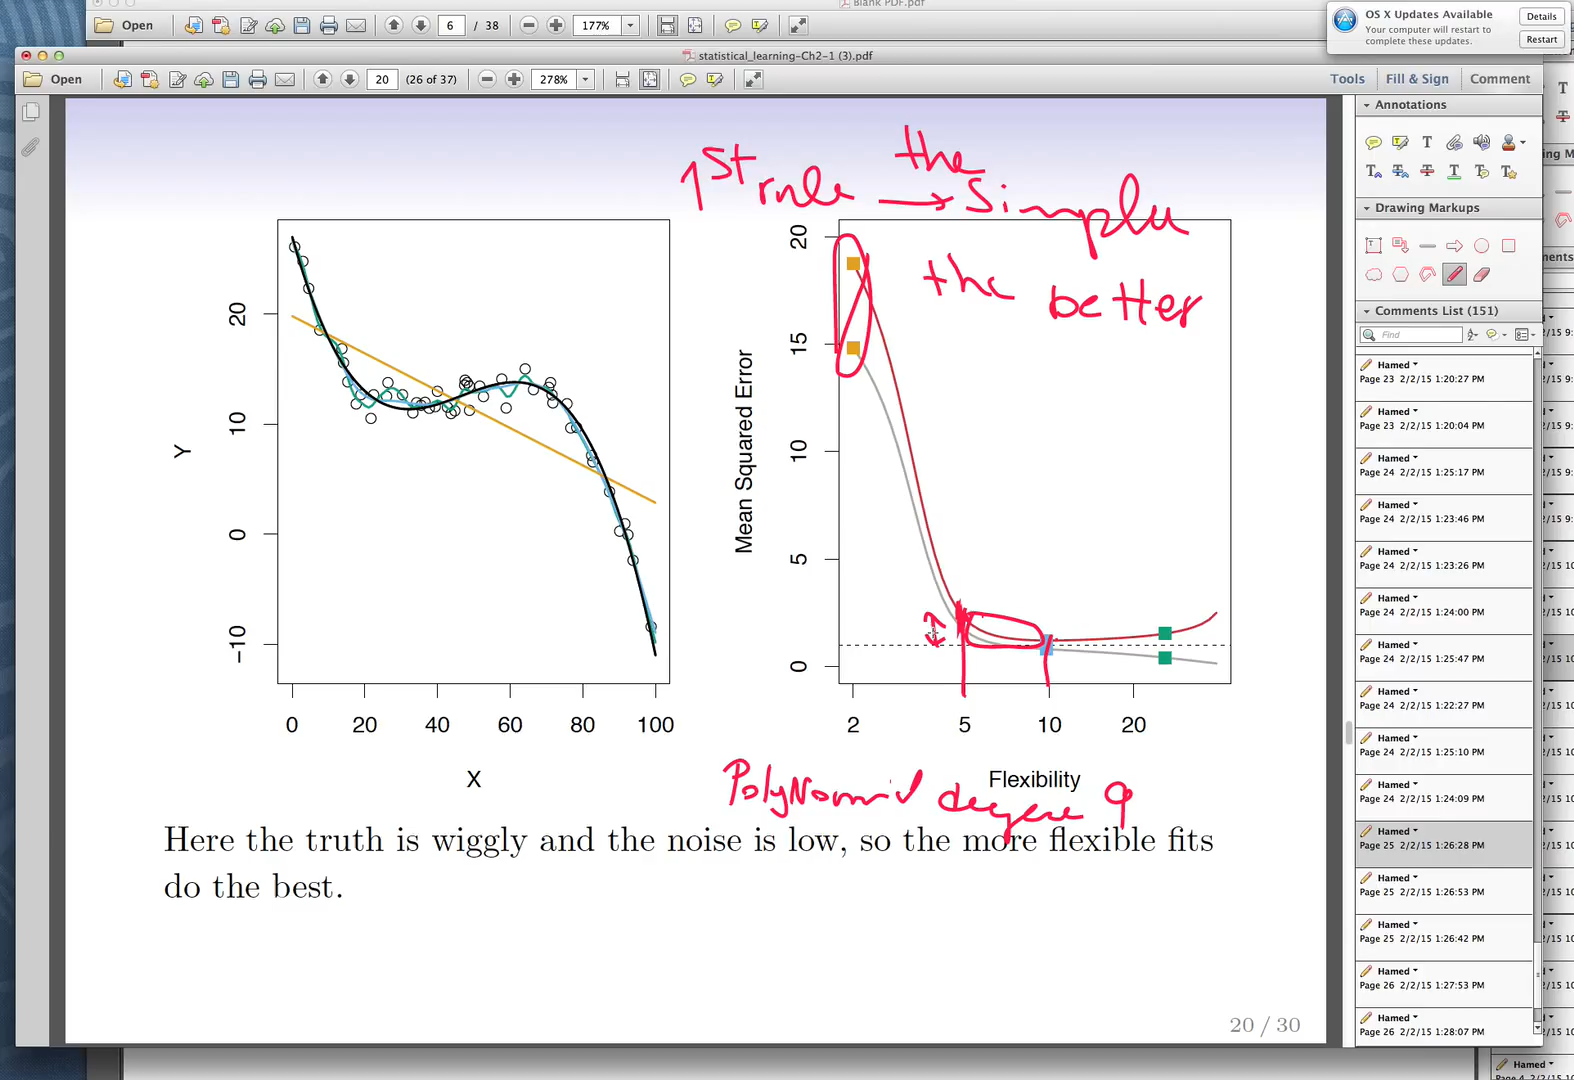 Blank PDF.pdf
Open 6 / 38 177%
OS X Updates Available
Your computer will restart to
complete these updates.
Details
Restart
statistical_learning-Ch2-1 (3).pdf
Open 20 (26 of 37) 278%
Tools Fill & Sign Comment
Annotations
Drawing Markups
Comments List (151)
Find
Hamed
Page 23 2/2/15 1:20:27 PM
Hamed
Page 23 2/2/15 1:20:04 PM
Hamed
Page 24 2/2/15 1:25:17 PM
Hamed
Page 24 2/2/15 1:23:46 PM
Hamed
Page 24 2/2/15 1:23:26 PM
Hamed
Page 24 2/2/15 1:24:00 PM
Hamed
Page 24 2/2/15 1:25:47 PM
Hamed
Page 24 2/2/15 1:22:27 PM
Hamed
Page 24 2/2/15 1:25:10 PM
Hamed
Page 24 2/2/15 1:24:09 PM
Hamed
Page 25 2/2/15 1:26:28 PM
Hamed
Page 25 2/2/15 1:26:53 PM
Hamed
Page 25 2/2/15 1:26:42 PM
Hamed
Page 26 2/2/15 1:27:53 PM
Hamed
Page 26 2/2/15 1:28:07 PM
Hamed
1st rule → the
the
better
Y
20
10
0
-10
0 20 40 60 80 100
X
Mean Squared Error
20
15
10
5
0
2 5 10 20
Flexibility
Here the truth is wiggly and the noise is low, so the more flexible fits
do the best.
20 / 30